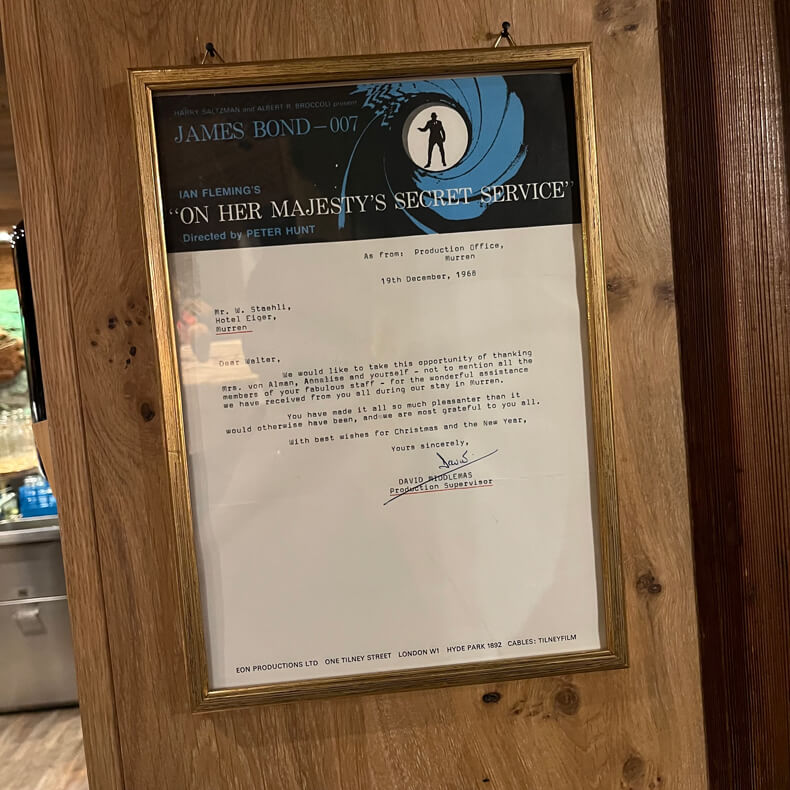 HARRY SALTZMAN and ALBERT R. BROCCOLI present
JAMES BOND – 007
IAN FLEMING'S
"ON HER MAJESTY'S SECRET SERVICE"
Directed by PETER HUNT
As from: Production Office,
Murren
19th December, 1968
Mr. W. Staehli,
Hotel Eiger,
Murren
Dear Walter,
We would like to take this opportunity of thanking
Mrs. von Alman, Annalise and yourself - not to mention all the
members of your fabulous staff - for the wonderful assistance
we have received from you all during our stay in Murren.
You have made it all so much pleasanter than it
would otherwise have been, and we are most grateful to you all.
With best wishes for Christmas and the New Year,
Yours sincerely,
David
DAVID MIDDLEMAS
Production Supervisor
EON PRODUCTIONS LTD ONE TILNEY STREET LONDON W1 HYDE PARK 1892 CABLES: TILNEYFILM